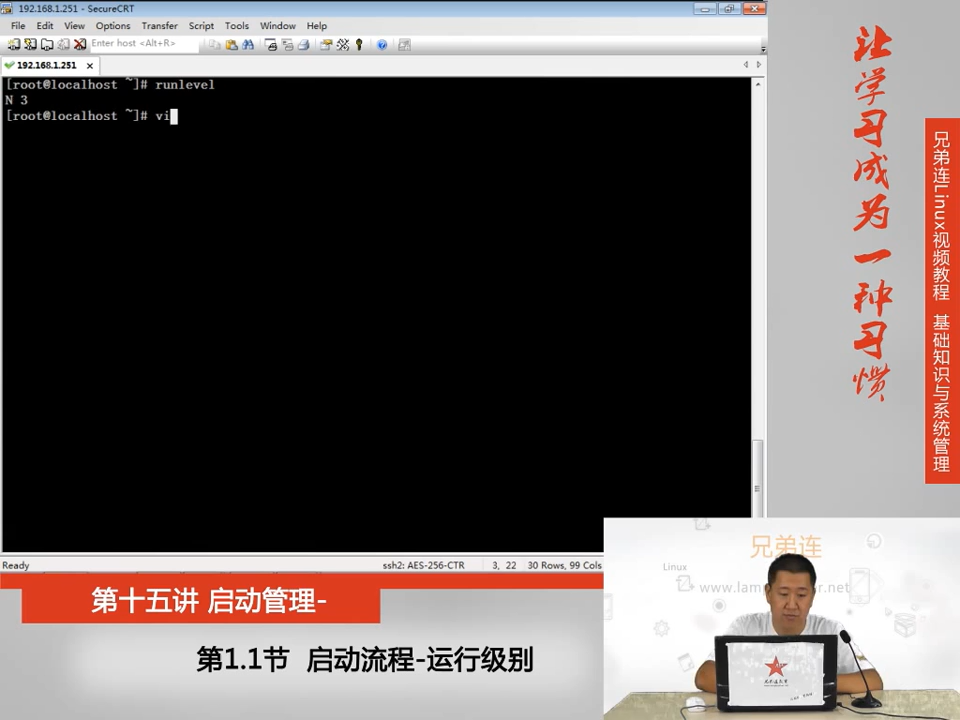 192.168.1.251 - SecureCRT
File Edit View Options Transfer Script Tools Window Help
Enter host <Alt+R>
192.168.1.251
[root@localhost ~]# runlevel
N 3
[root@localhost ~]# vi
Ready ssh2: AES-256-CTR 3, 22 30 Rows, 99 Cols
第十五讲 启动管理-
第1.1节 启动流程-运行级别
让学习成为一种习惯
兄弟连Linux视频教程 基础知识与系统管理
兄弟连
Linux